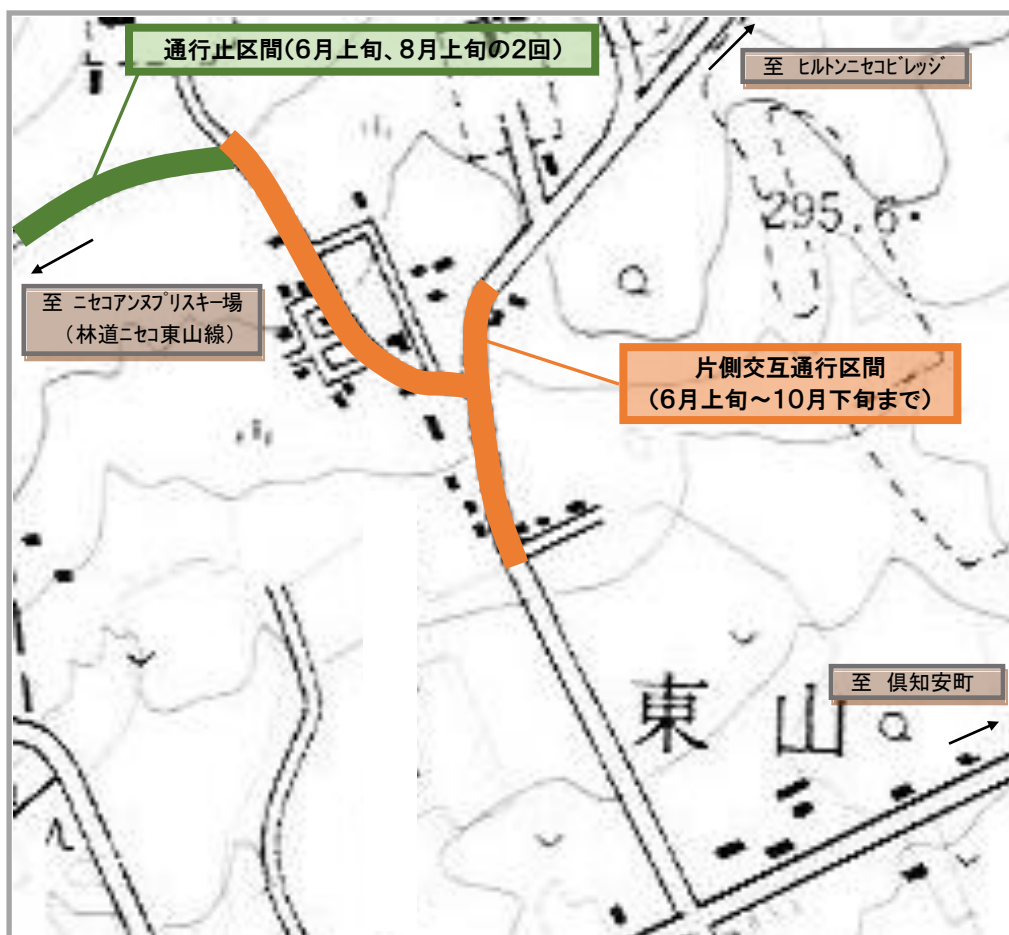 通行止区間(6月上旬、8月上旬の2回)
至 ヒルトンニセコビレッジ
295.6
至 ニセコアンヌプリスキー場
（林道ニセコ東山線）
片側交互通行区間
（6月上旬～10月下旬まで）
至 倶知安町
東山